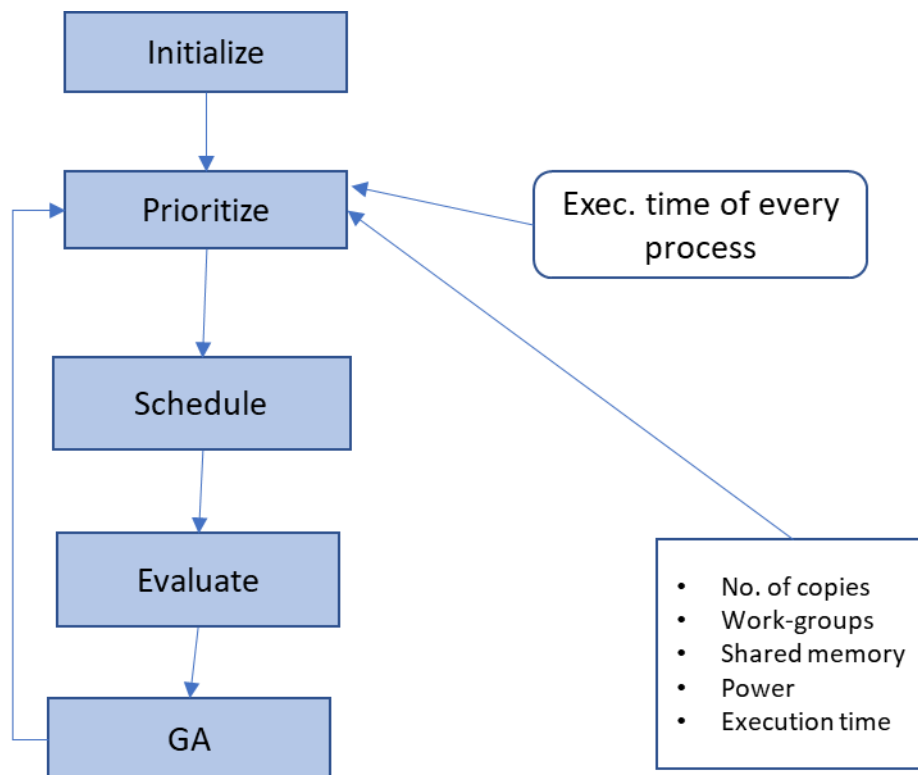 Initialize
Prioritize
Exec. time of every
process
Schedule
Evaluate
• No. of copies
• Work-groups
• Shared memory
• Power
• Execution time
GA